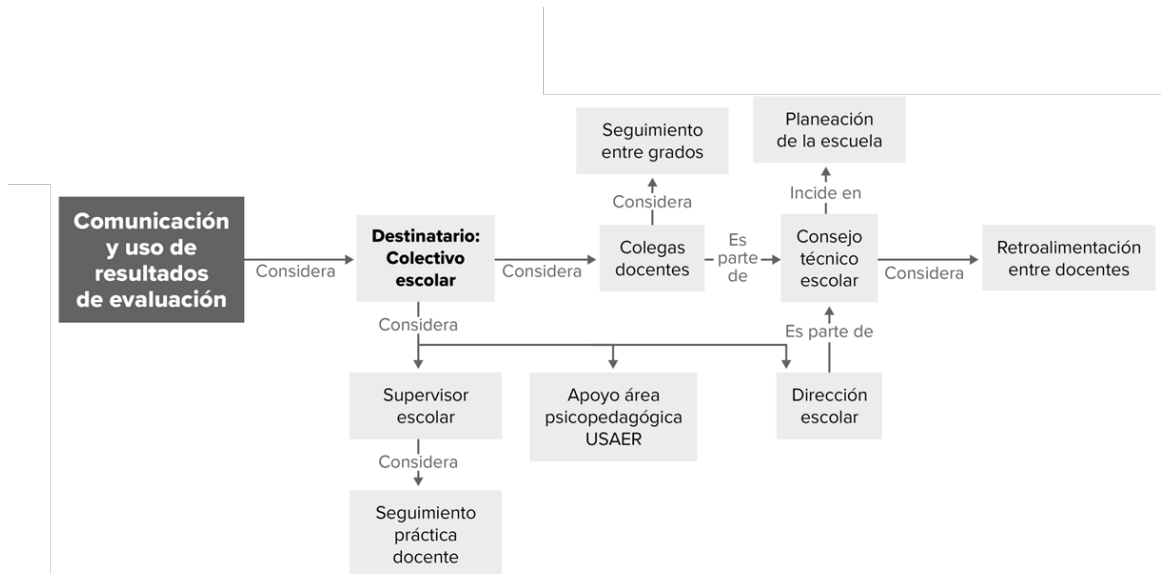 Comunicación
y uso de
resultados
de evaluación
Considera
Destinatario:
Colectivo
escolar
Considera
Colegas
docentes
Considera
Seguimiento
entre grados
Es
parte
de
Consejo
técnico
escolar
Incide en
Planeación
de la escuela
Considera
Retroalimentación
entre docentes
Considera
Supervisor
escolar
Considera
Seguimiento
práctica
docente
Apoyo área
psicopedagógica
USAER
Dirección
escolar
Es parte de